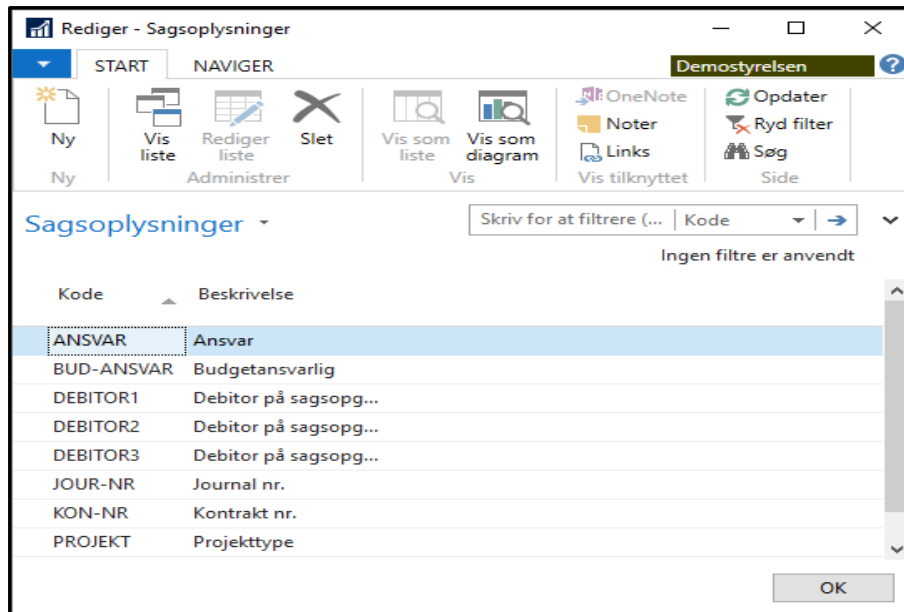 Rediger - Sagsoplysninger
START NAVIGER Demostyrelsen ?
Ny
Vis liste
Rediger liste
Slet
Vis som liste
Vis som diagram
OneNote
Noter
Links
Opdater
Ryd filter
Søg
Ny Administrer Vis Vis tilknyttet Side
Sagsoplysninger Skriv for at filtrere (... Kode
Ingen filtre er anvendt
Kode Beskrivelse
ANSVAR Ansvar
BUD-ANSVAR Budgetansvarlig
DEBITOR1 Debitor på sagsopg...
DEBITOR2 Debitor på sagsopg...
DEBITOR3 Debitor på sagsopg...
JOUR-NR Journal nr.
KON-NR Kontrakt nr.
PROJEKT Projekttype
OK